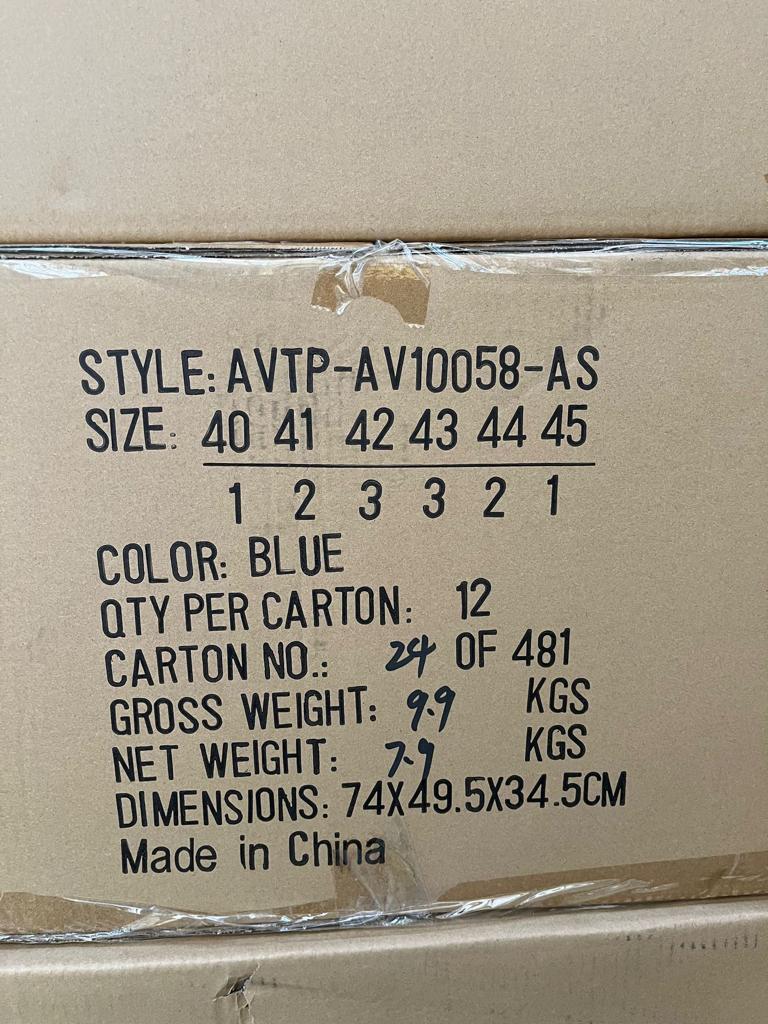 STYLE: AVTP-AV10058-AS
SIZE: 40 41 42 43 44 45
1 2 3 3 2 1
COLOR: BLUE
QTY PER CARTON: 12
CARTON NO.: 24 OF 481
GROSS WEIGHT: 9.9 KGS
NET WEIGHT: 7.9 KGS
DIMENSIONS: 74X49.5X34.5CM
Made in China